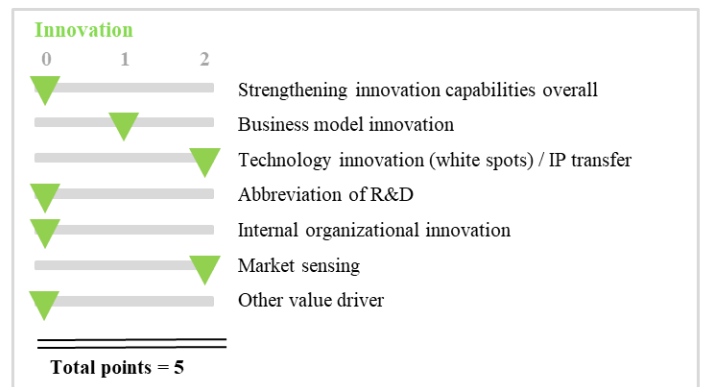 Innovation
0 1 2
Strengthening innovation capabilities overall
Business model innovation
Technology innovation (white spots) / IP transfer
Abbreviation of R&D
Internal organizational innovation
Market sensing
Other value driver
Total points = 5